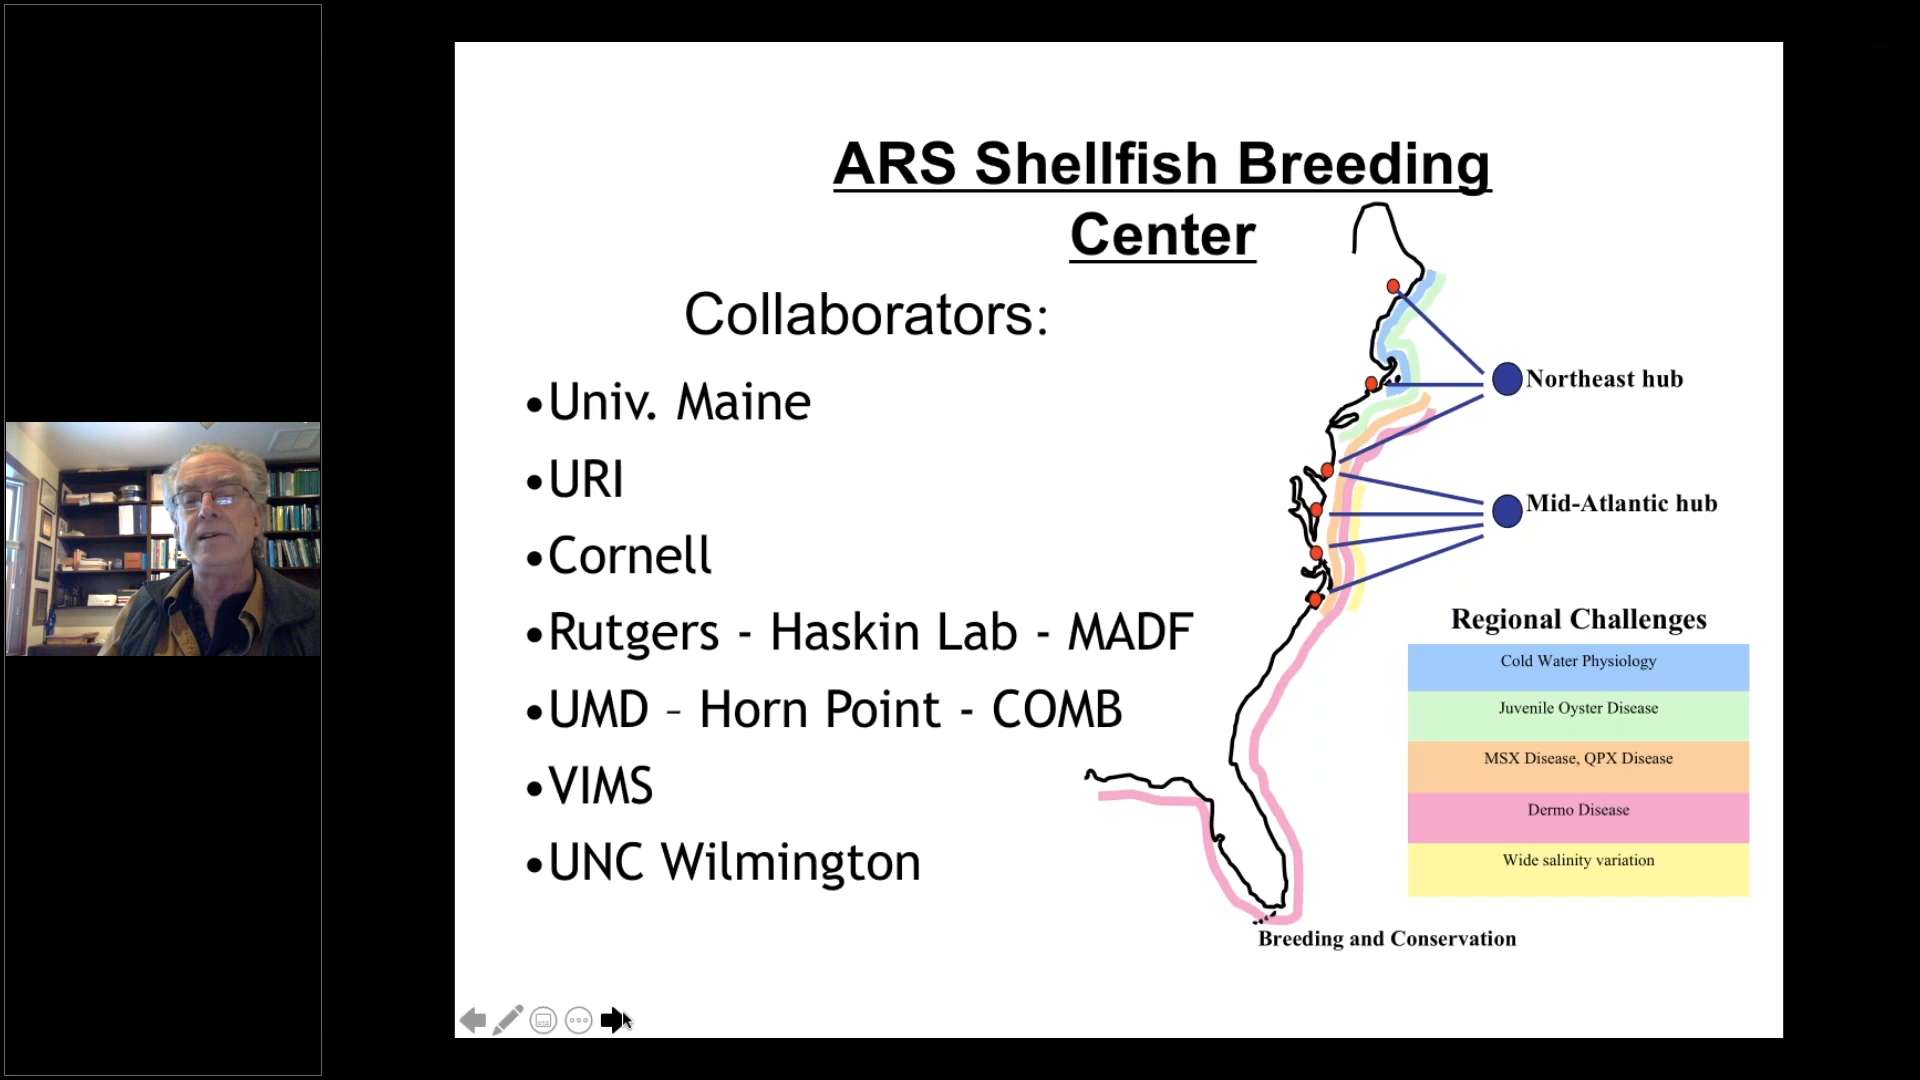 ARS Shellfish Breeding
Center
Collaborators:
•Univ. Maine
•URI
•Cornell
•Rutgers - Haskin Lab - MADF
•UMD – Horn Point - COMB
•VIMS
•UNC Wilmington
Northeast hub
Mid-Atlantic hub
Regional Challenges
Cold Water Physiology
Juvenile Oyster Disease
MSX Disease, QPX Disease
Dermo Disease
Wide salinity variation
Breeding and Conservation